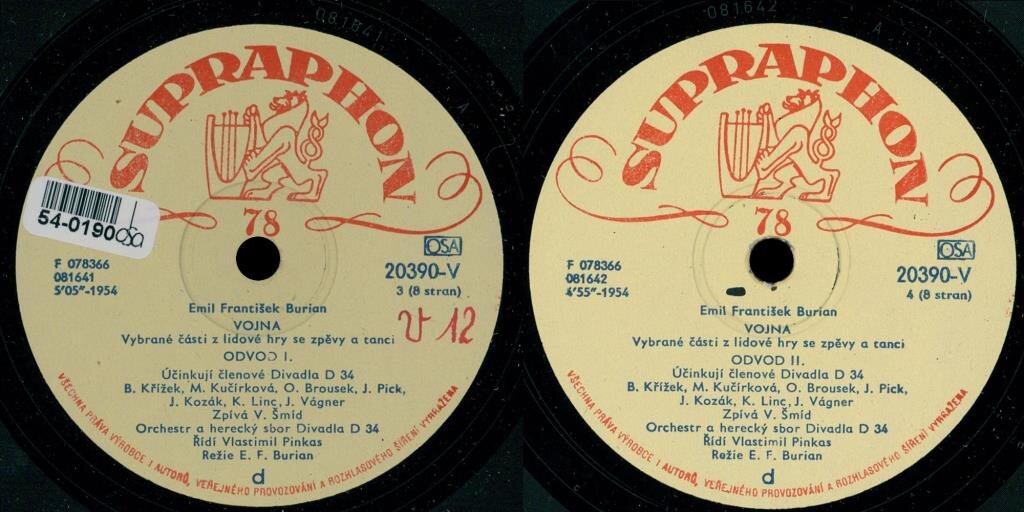 081641
A
SUPRAPHON
78
54-0190
OSA
F 078366
081641
5'05"-1954
20390-V
3 (8 stran)
Emil František Burian
VOJNA
Vybrané části z lidové hry se zpěvy a tanci
v 12
ODVOD I.
Účinkují členové Divadla D 34
B. Křížek, M. Kučírková, O. Brousek, J. Pick,
J. Kozák, K. Linc, J. Vágner
Zpívá V. Šmíd
Orchestr a herecký sbor Divadla D 34
Řídí Vlastimil Pinkas
Režie E. F. Burian
d
VŠECHNA PRÁVA VÝROBCE I AUTORŮ, VEŘEJNÉHO PROVOZOVÁNÍ A ROZHLASOVÉHO ŠÍŘENÍ VYHRAŽENA
081642
A
SUPRAPHON
78
OSA
F 078366
081642
4'55"-1954
20390-V
4 (8 stran)
Emil František Burian
VOJNA
Vybrané části z lidové hry se zpěvy a tanci
ODVOD II.
Účinkují členové Divadla D 34
B. Křížek, M. Kučírková, O. Brousek, J. Pick,
J. Kozák, K. Linc, J. Vágner
Zpívá V. Šmíd
Orchestr a herecký sbor Divadla D 34
Řídí Vlastimil Pinkas
Režie E. F. Burian
d
VŠECHNA PRÁVA VÝROBCE I AUTORŮ, VEŘEJNÉHO PROVOZOVÁNÍ A ROZHLASOVÉHO ŠÍŘENÍ VYHRAŽENA